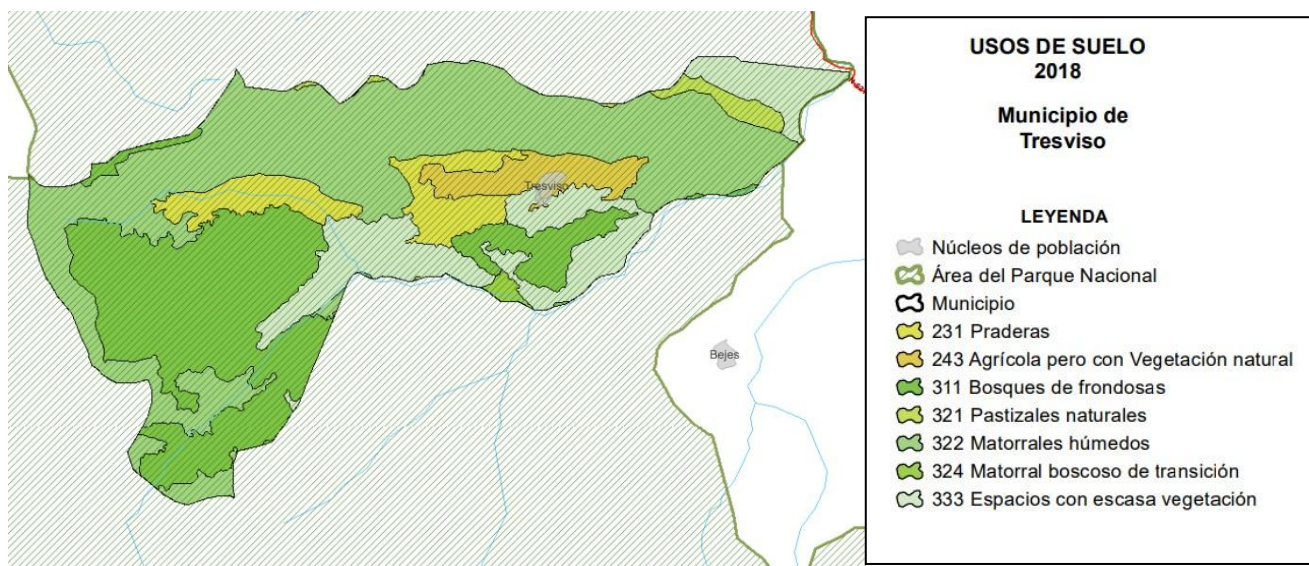 Tresviso
Bejes
USOS DE SUELO
2018
Municipio de
Tresviso
LEYENDA
Núcleos de población
Área del Parque Nacional
Municipio
231 Praderas
243 Agrícola pero con Vegetación natural
311 Bosques de frondosas
321 Pastizales naturales
322 Matorrales húmedos
324 Matorral boscoso de transición
333 Espacios con escasa vegetación